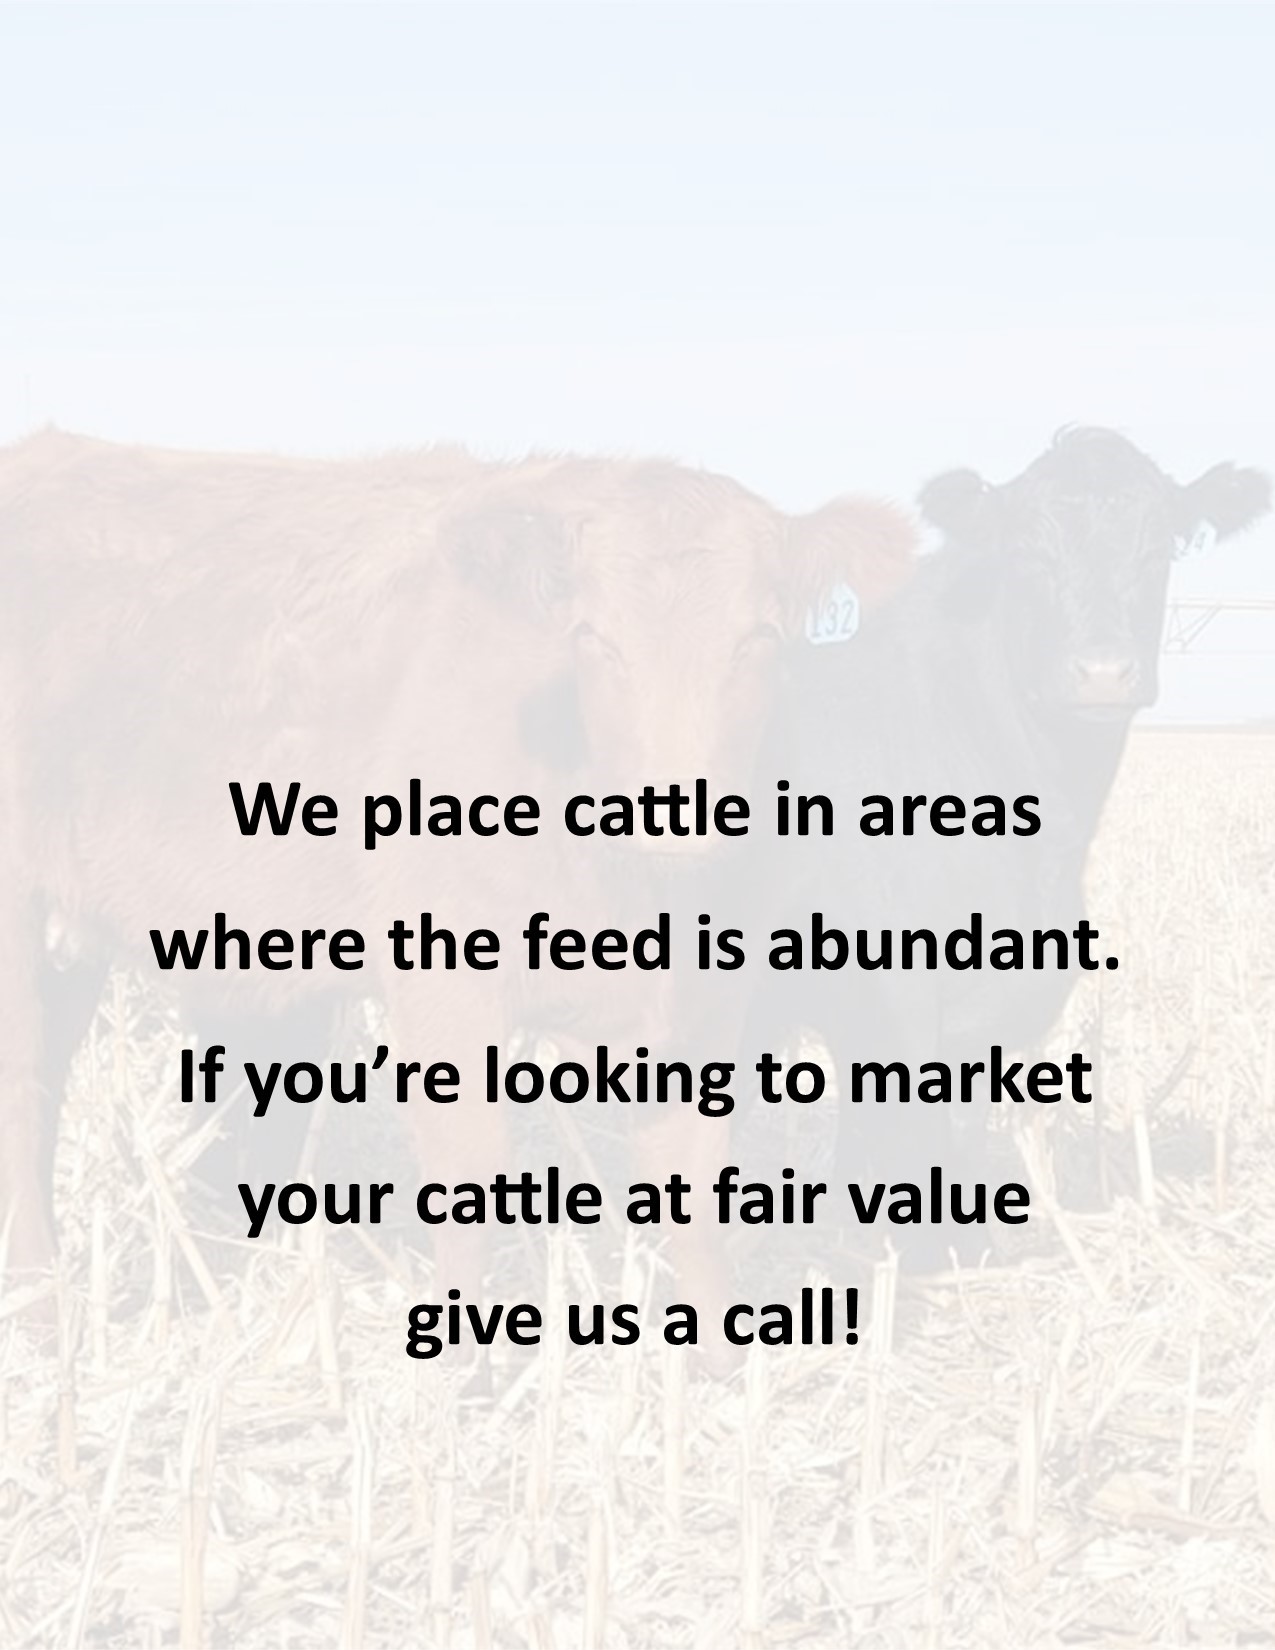 132
We place cattle in areas
where the feed is abundant.
If you’re looking to market
your cattle at fair value
give us a call!